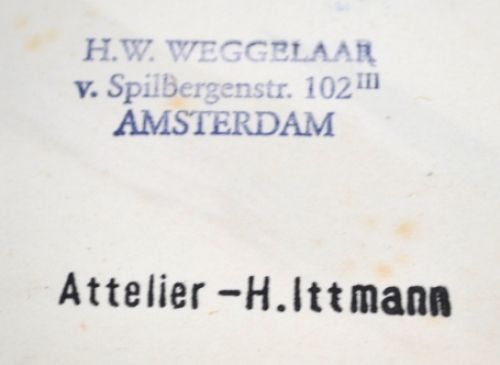 H.W. WEGGELAAR
v. Spilbergenstr. 102III
AMSTERDAM
Attelier -H.Ittmann